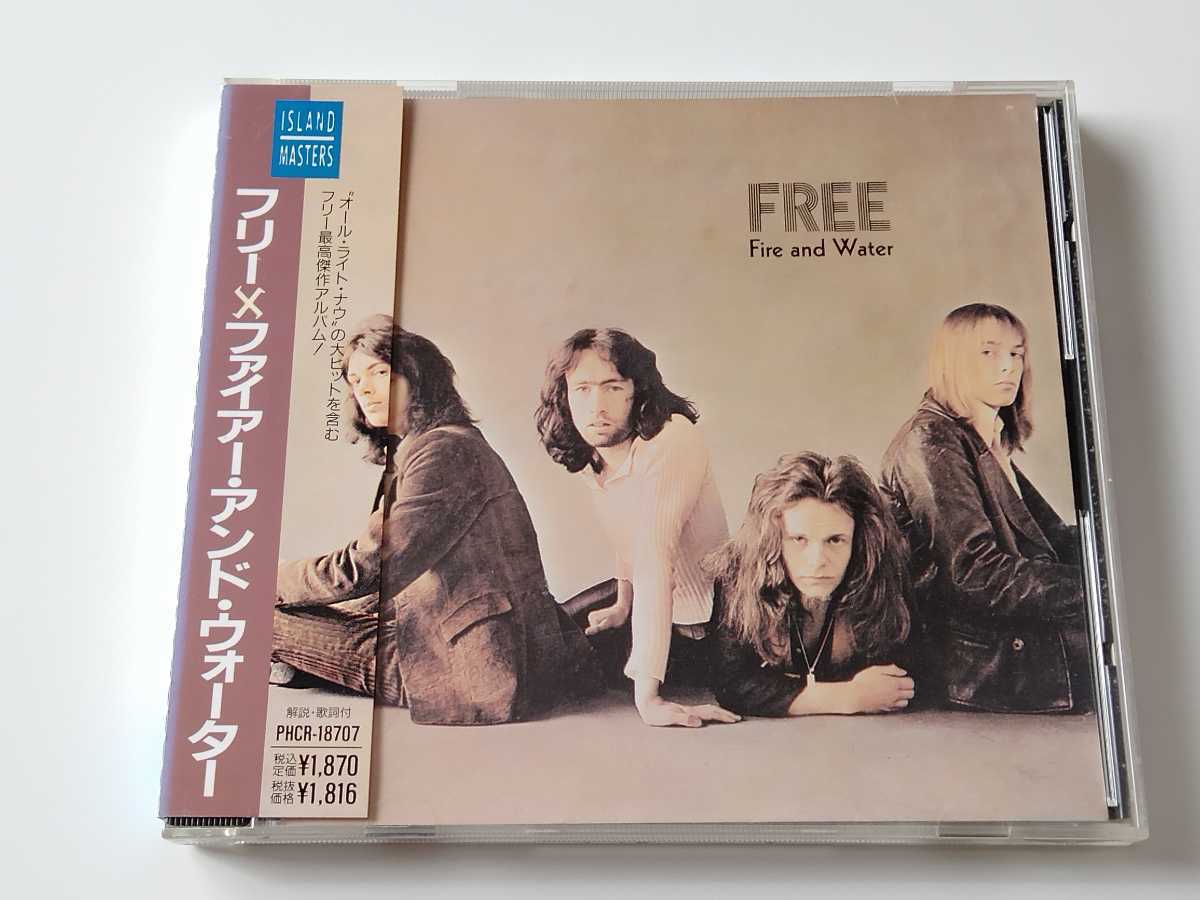 ISLAND
MASTERS
フリー×ファイアー・アンド・ウォーター
“オール・ライト・ナウ”の大ヒットを含む
フリー最高傑作アルバム!
解説・歌詞付
PHCR-18707
税込
定価 ¥1,870
税抜
価格 ¥1,816
FREE
Fire and Water